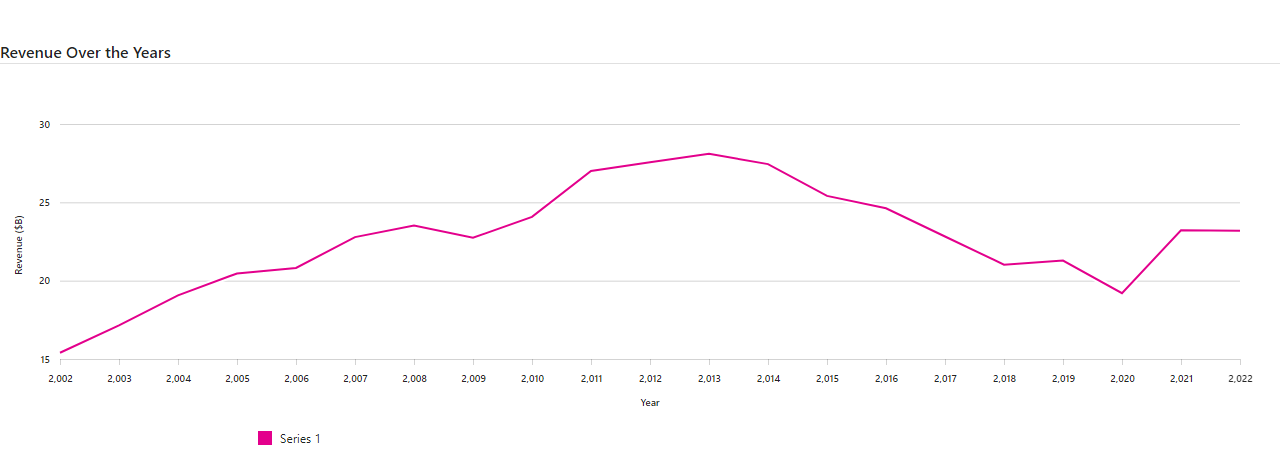 Revenue Over the Years
30
25
20
15
Revenue ($B)
2,002 2,003 2,004 2,005 2,006 2,007 2,008 2,009 2,010 2,011 2,012 2,013 2,014 2,015 2,016 2,017 2,018 2,019 2,020 2,021 2,022
Year
Series 1